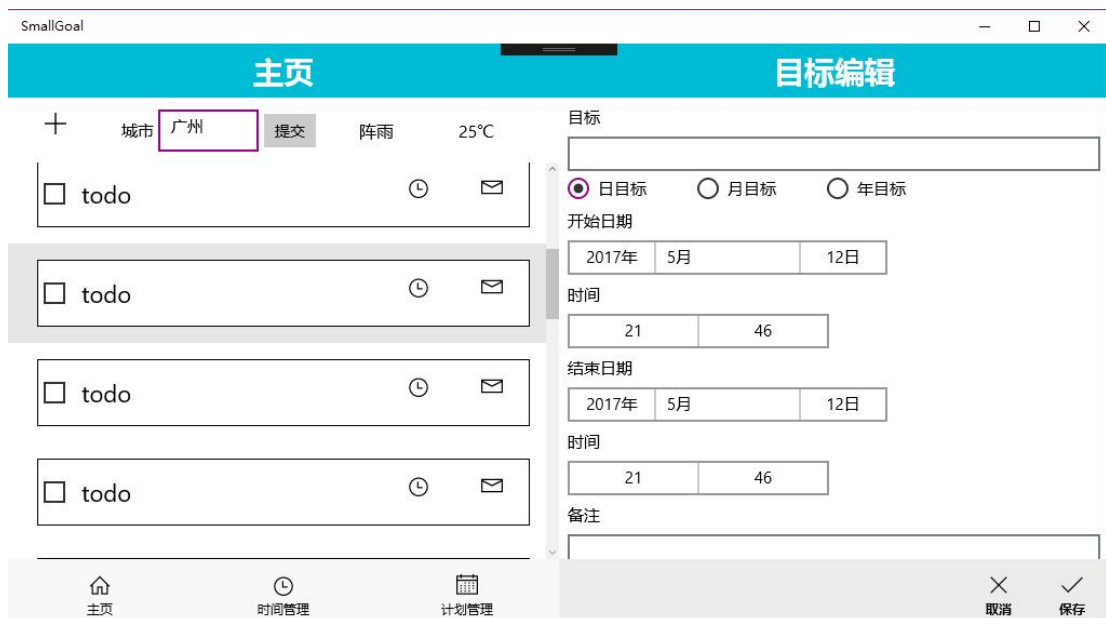 SmallGoal
主页
目标编辑
城市 广州 提交 阵雨 25℃
todo
todo
todo
todo
目标
日目标 月目标 年目标
开始日期
2017年 5月 12日
时间
21 46
结束日期
2017年 5月 12日
时间
21 46
备注
主页 时间管理 计划管理
取消 保存